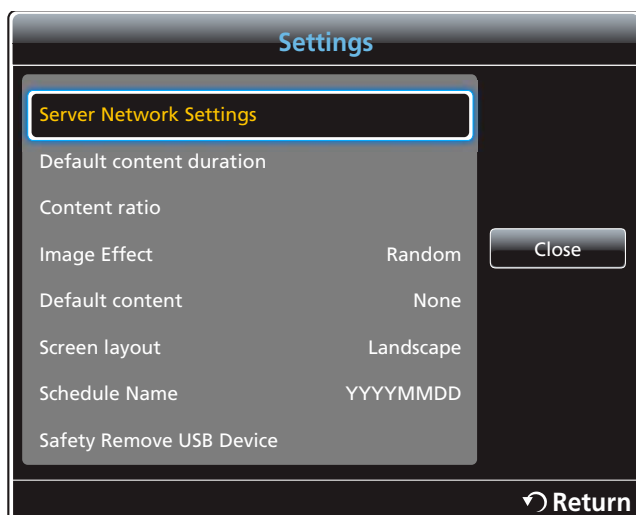 Settings
Server Network Settings
Default content duration
Content ratio
Image Effect Random
Default content None
Screen layout Landscape
Schedule Name YYYYMMDD
Safety Remove USB Device
Close
Return